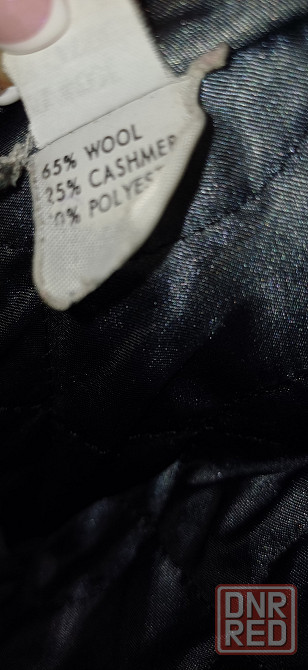 65% WOOL
25% CASHMER
0% POLYEST
DNR
RED